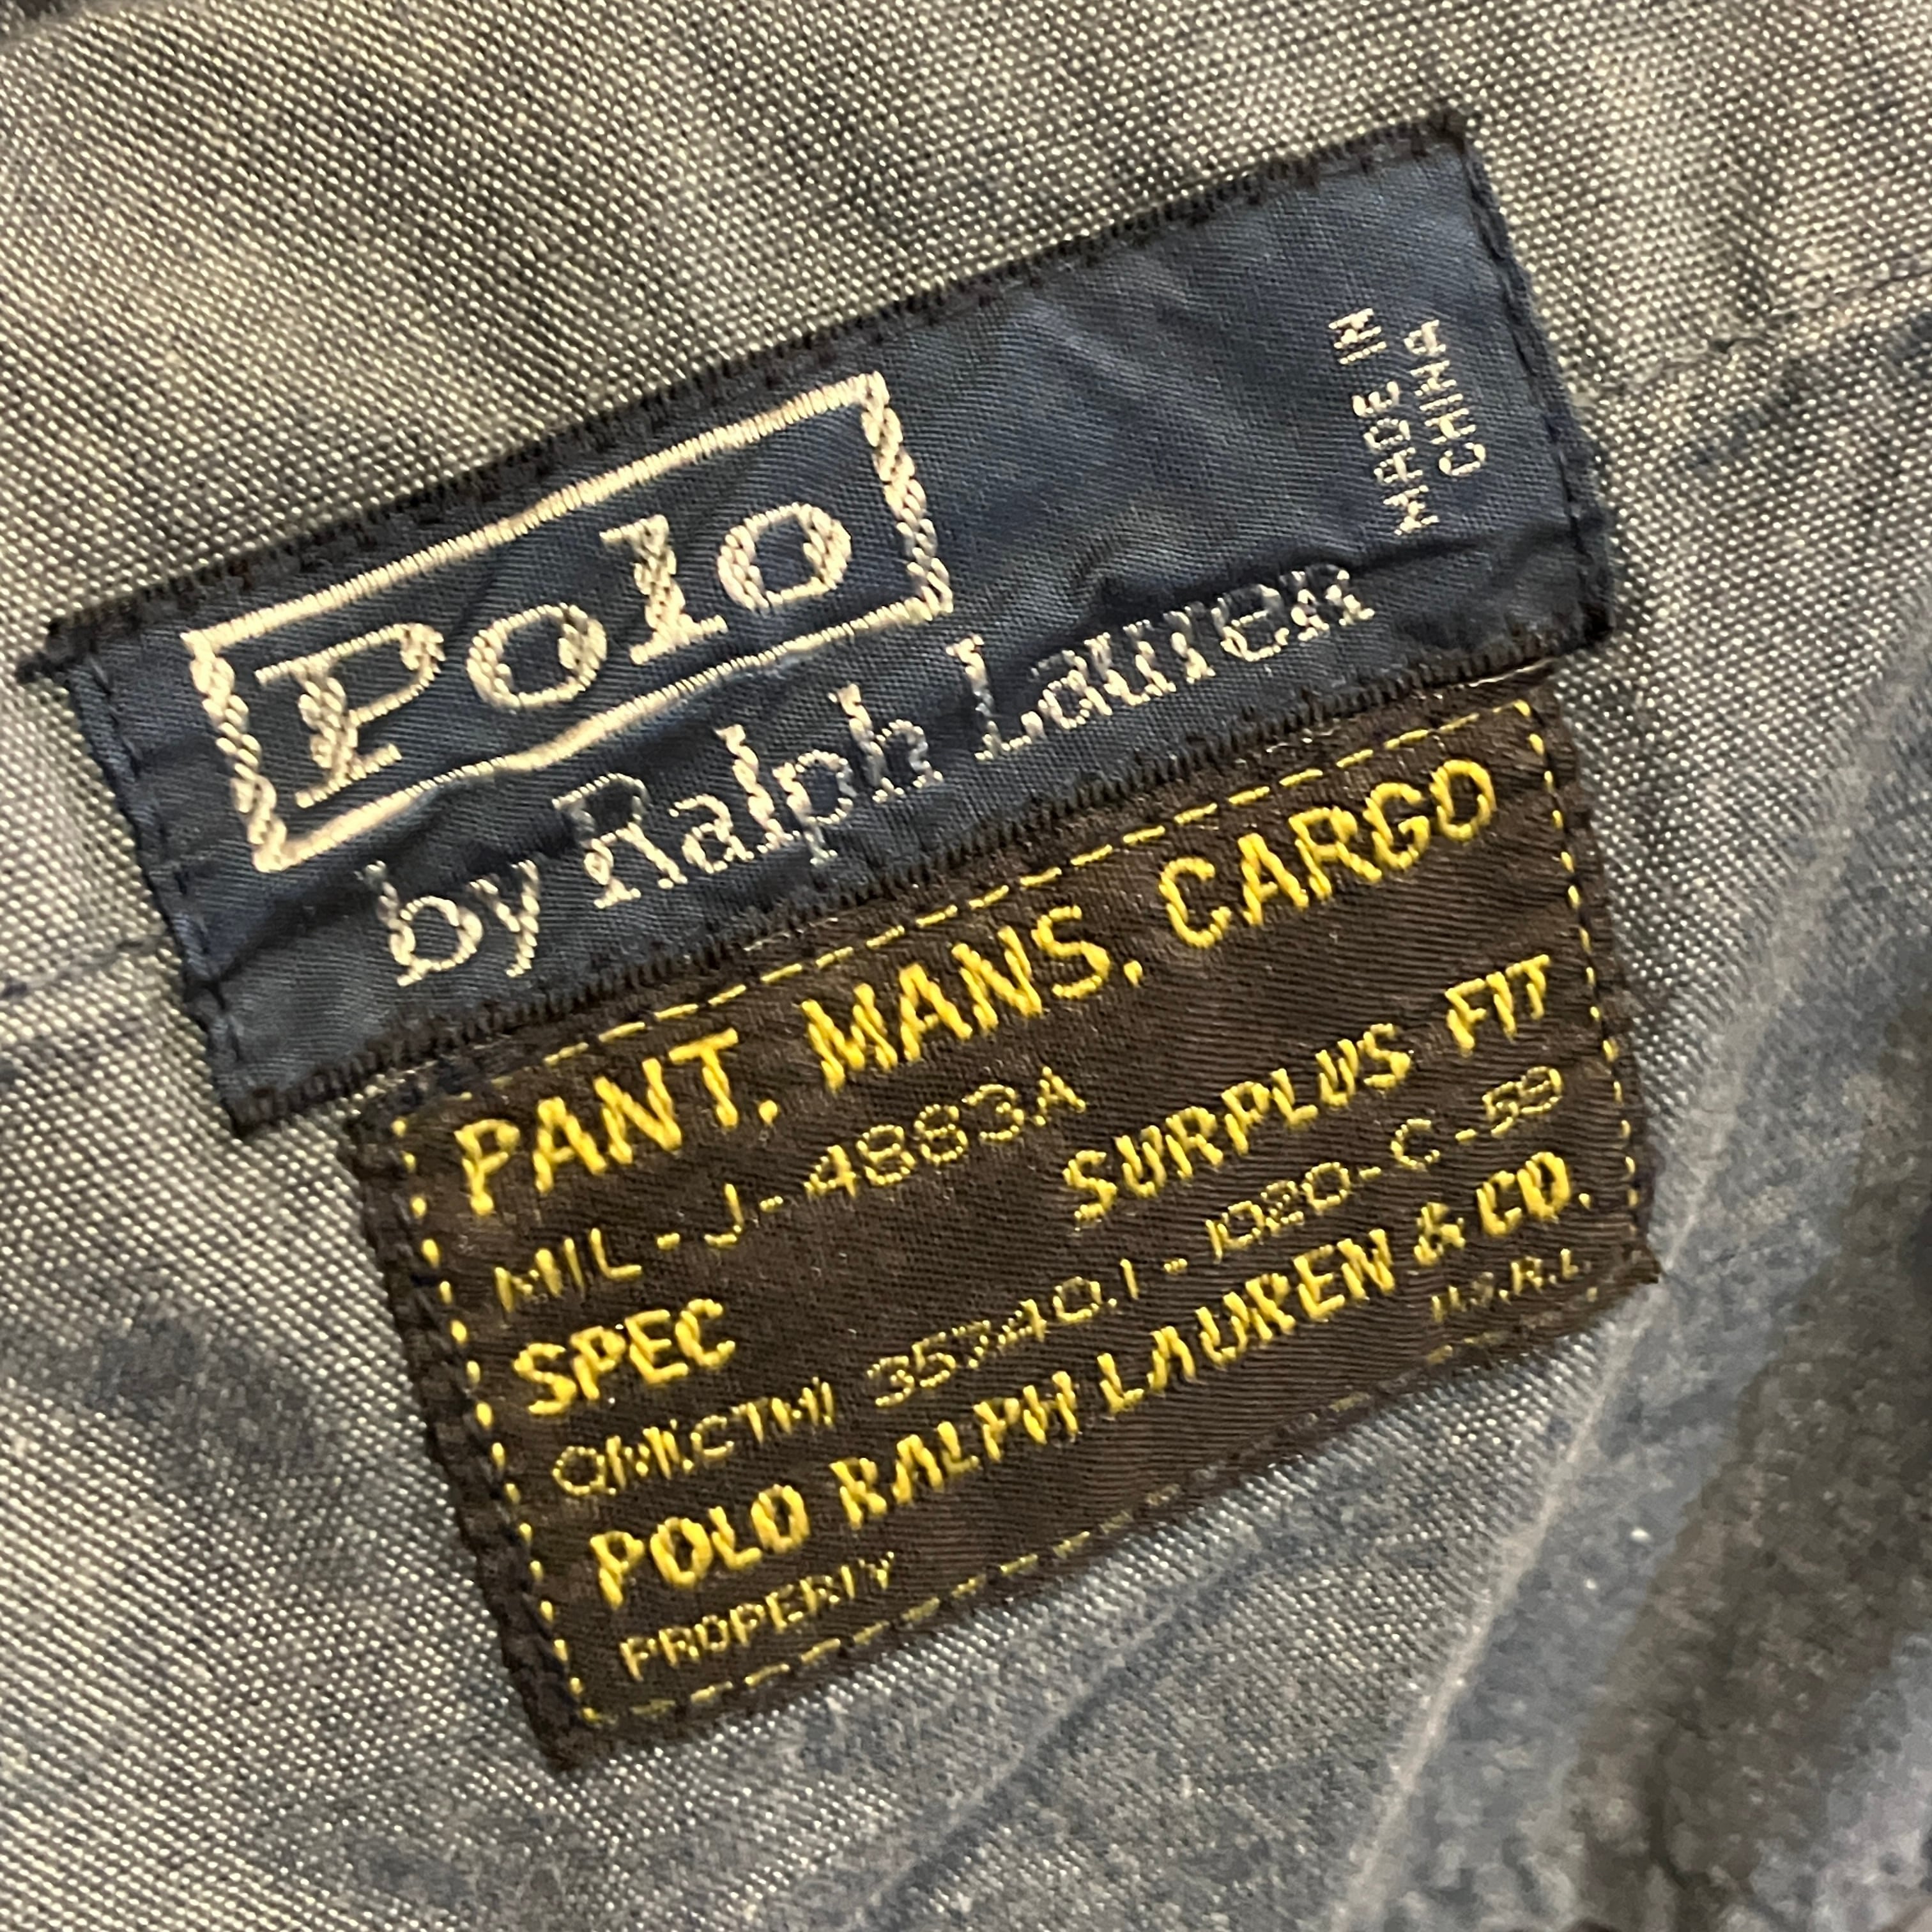 Polo
by Ralph Lauren
MADE IN
CHINA
PANT. MANS. CARGO
MIL-J-4883A
SURPLUS FIT
SPEC
35740.1-1020-C-59
POLO RALPH LAUREN & CO.
PROPERTY
U.S.R.L.